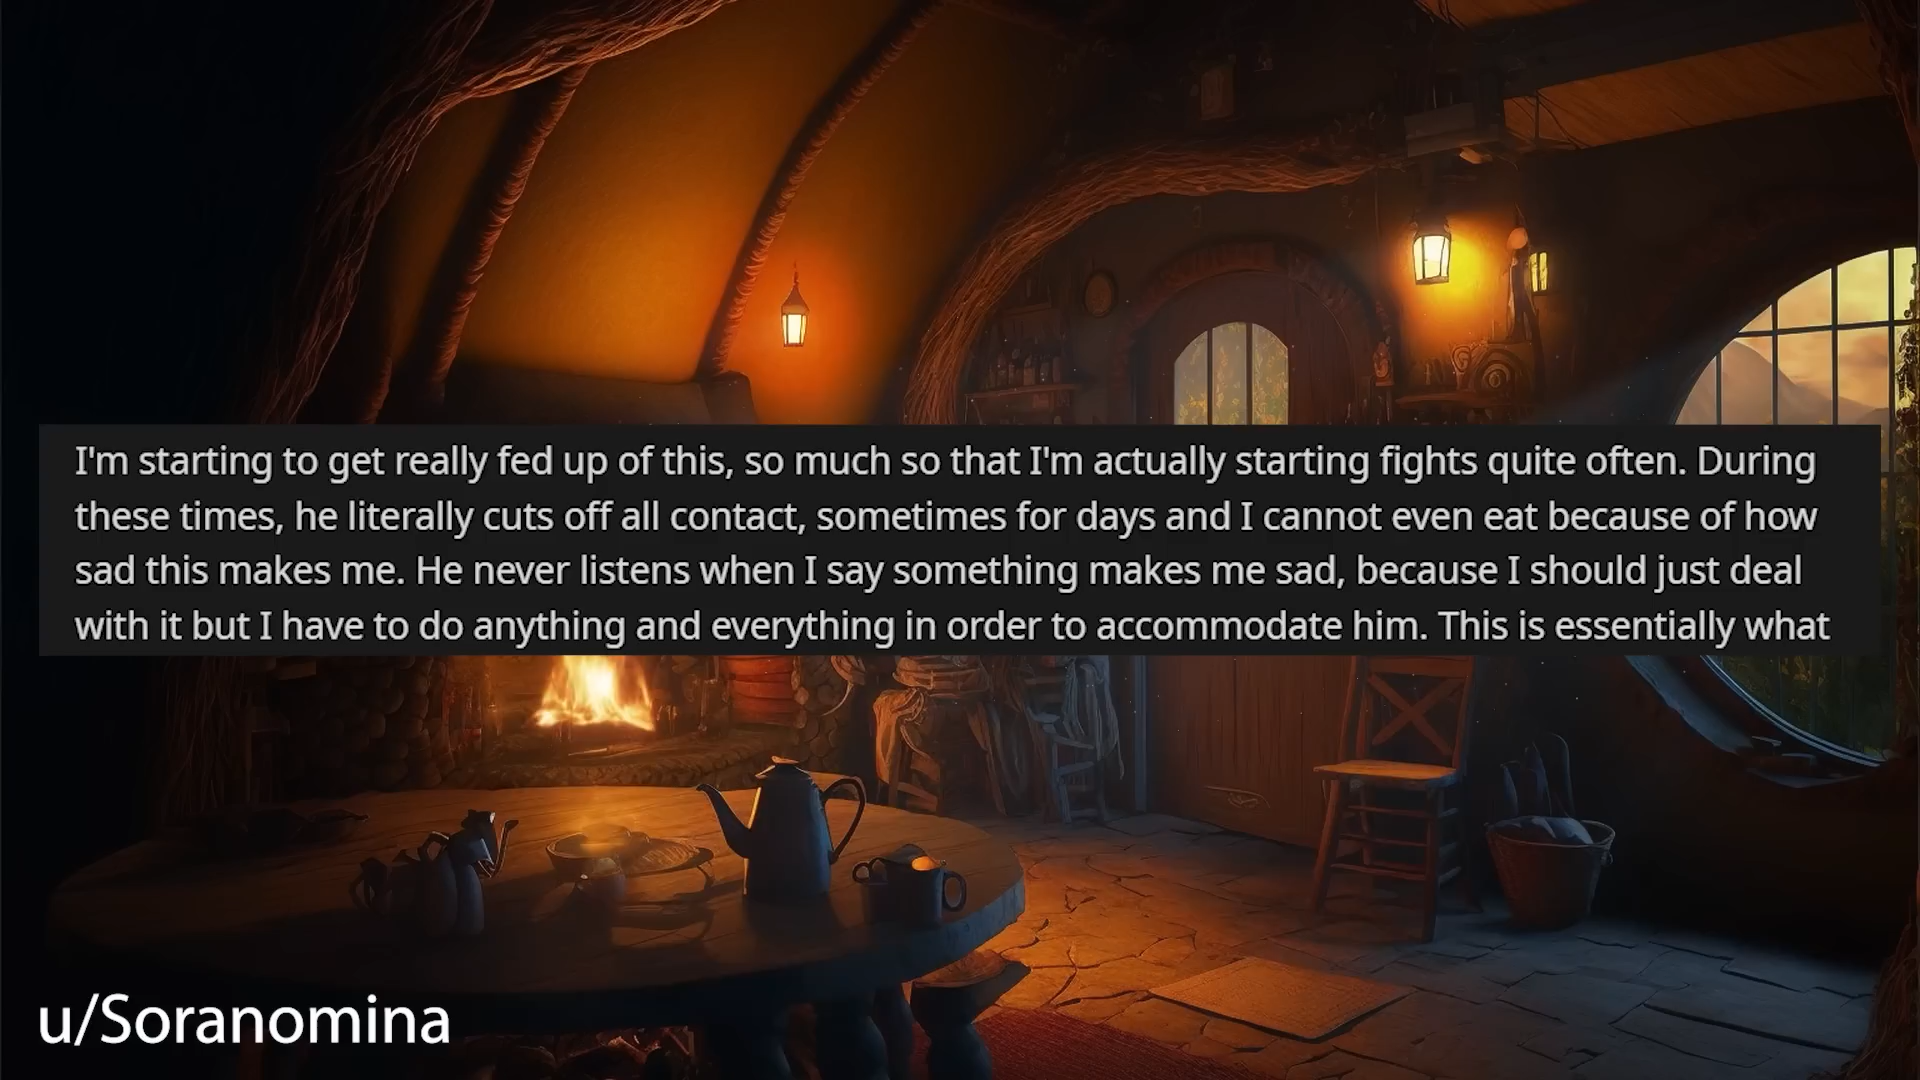 I'm starting to get really fed up of this, so much so that I'm actually starting fights quite often. During
these times, he literally cuts off all contact, sometimes for days and I cannot even eat because of how
sad this makes me. He never listens when I say something makes me sad, because I should just deal
with it but I have to do anything and everything in order to accommodate him. This is essentially what
u/Soranomina